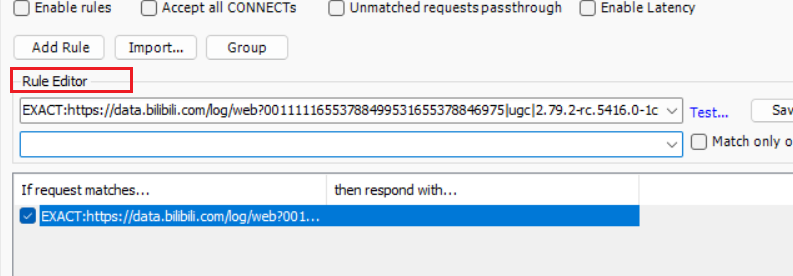 Enable rules Accept all CONNECTs Unmatched requests passthrough Enable Latency
Add Rule Import... Group
Rule Editor
EXACT:https://data.bilibili.com/log/web?0011111655378849953​1655378846975|ugc|2.79.2-rc.5416.0-1c Test... Sav
Match only o
If request matches... then respond with...
EXACT:https://data.bilibili.com/log/web?001...